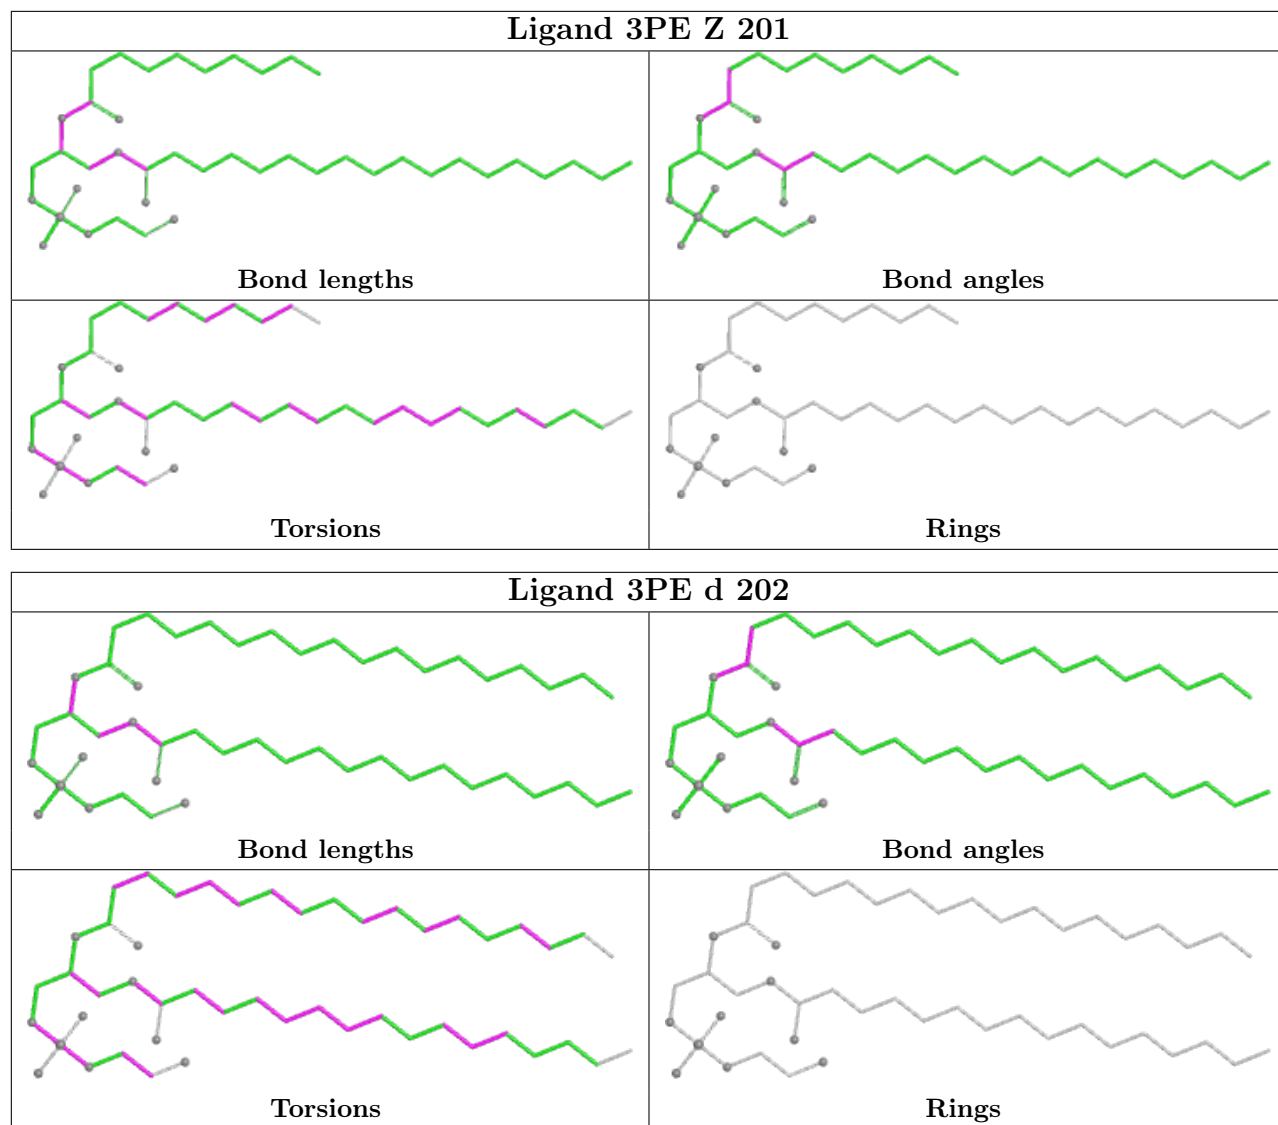 Ligand 3PE Z 201
Bond lengths
Bond angles
Torsions
Rings
Ligand 3PE d 202
Bond lengths
Bond angles
Torsions
Rings